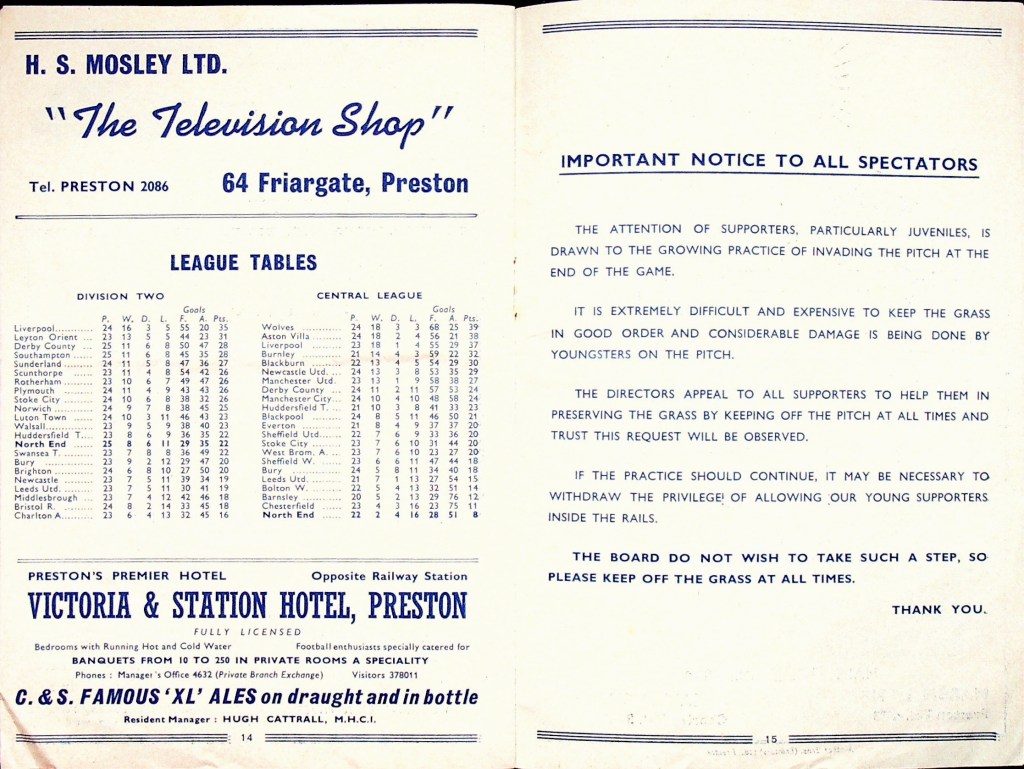 H. S. MOSLEY LTD.
"The Television Shop"
Tel. PRESTON 2086 64 Friargate, Preston
LEAGUE TABLES
DIVISION TWO
Goals
P. W. D. L. F. A. Pts.
Liverpool............ 24 16 3 5 55 20 35
Leyton Orient ... 23 13 5 5 44 23 31
Derby County ... 25 11 6 8 50 47 28
Southampton ...... 25 11 6 8 45 35 28
Sunderland ......... 24 11 5 8 47 36 27
Scunthorpe ...... 23 11 4 8 54 42 26
Rotherham ......... 23 10 6 7 49 47 26
Plymouth ......... 24 11 4 9 43 43 26
Stoke City ......... 24 10 6 8 38 32 26
Norwich ............ 24 9 7 8 38 45 25
Luton Town ...... 24 10 3 11 46 43 23
Walsall............... 23 9 5 9 38 40 23
Huddersfield T.... 23 8 6 9 36 35 22
North End ...... 25 8 6 11 29 35 22
Swansea T. ......... 23 7 8 8 36 49 22
Bury .................. 23 9 2 12 29 47 20
Brighton ............ 24 6 8 10 27 50 20
Newcastle ......... 23 7 5 11 39 34 19
Leeds Utd. ......... 23 7 5 11 30 41 19
Middlesbrough ... 23 7 4 12 42 46 18
Bristol R. ............ 24 8 2 14 33 45 18
Charlton A.......... 23 6 4 13 32 45 16
CENTRAL LEAGUE
Goals
P. W. D. L. F. A. Pts.
Wolves ............ 24 18 3 3 68 25 39
Aston Villa ......... 24 18 2 4 56 21 38
Liverpool ......... 23 18 1 4 55 29 37
Burnley ............ 21 14 4 3 59 22 32
Blackburn ......... 22 13 4 5 54 29 30
Newcastle Utd. ... 24 13 3 8 53 35 29
Manchester Utd. 23 13 1 9 58 38 27
Derby County ... 24 11 2 11 57 53 24
Manchester City... 24 10 4 10 48 58 24
Huddersfield T. ... 21 10 3 8 41 33 23
Blackpool ......... 24 8 5 11 46 50 21
Everton ............ 21 8 4 9 37 37 20
Sheffield Utd...... 22 7 6 9 33 36 20
Stoke City ......... 23 7 6 10 31 44 20
West Brom. A. ... 23 7 6 10 23 27 20
Sheffield W. ...... 23 6 6 11 47 44 18
Bury .................. 24 5 8 11 34 40 18
Leeds Utd. ......... 21 7 1 13 27 54 15
Bolton W. ......... 22 5 4 13 32 51 14
Barnsley ............ 20 5 2 13 29 76 12
Chesterfield ...... 23 4 3 16 23 75 11
North End ...... 22 2 4 16 28 51 8
PRESTON'S PREMIER HOTEL Opposite Railway Station
VICTORIA & STATION HOTEL, PRESTON
FULLY LICENSED
Bedrooms with Running Hot and Cold Water Football enthusiasts specially catered for
BANQUETS FROM 10 TO 250 IN PRIVATE ROOMS A SPECIALITY
Phones : Manager's Office 4632 (Private Branch Exchange) Visitors 378011
C. & S. FAMOUS 'XL' ALES on draught and in bottle
Resident Manager : HUGH CATTRALL, M.H.C.I.
14
IMPORTANT NOTICE TO ALL SPECTATORS
THE ATTENTION OF SUPPORTERS, PARTICULARLY JUVENILES, IS
DRAWN TO THE GROWING PRACTICE OF INVADING THE PITCH AT THE
END OF THE GAME.
IT IS EXTREMELY DIFFICULT AND EXPENSIVE TO KEEP THE GRASS
IN GOOD ORDER AND CONSIDERABLE DAMAGE IS BEING DONE BY
YOUNGSTERS ON THE PITCH.
THE DIRECTORS APPEAL TO ALL SUPPORTERS TO HELP THEM IN
PRESERVING THE GRASS BY KEEPING OFF THE PITCH AT ALL TIMES AND
TRUST THIS REQUEST WILL BE OBSERVED.
IF THE PRACTICE SHOULD CONTINUE, IT MAY BE NECESSARY TO
WITHDRAW THE PRIVILEGE OF ALLOWING OUR YOUNG SUPPORTERS
INSIDE THE RAILS.
THE BOARD DO NOT WISH TO TAKE SUCH A STEP, SO
PLEASE KEEP OFF THE GRASS AT ALL TIMES.
THANK YOU.
15